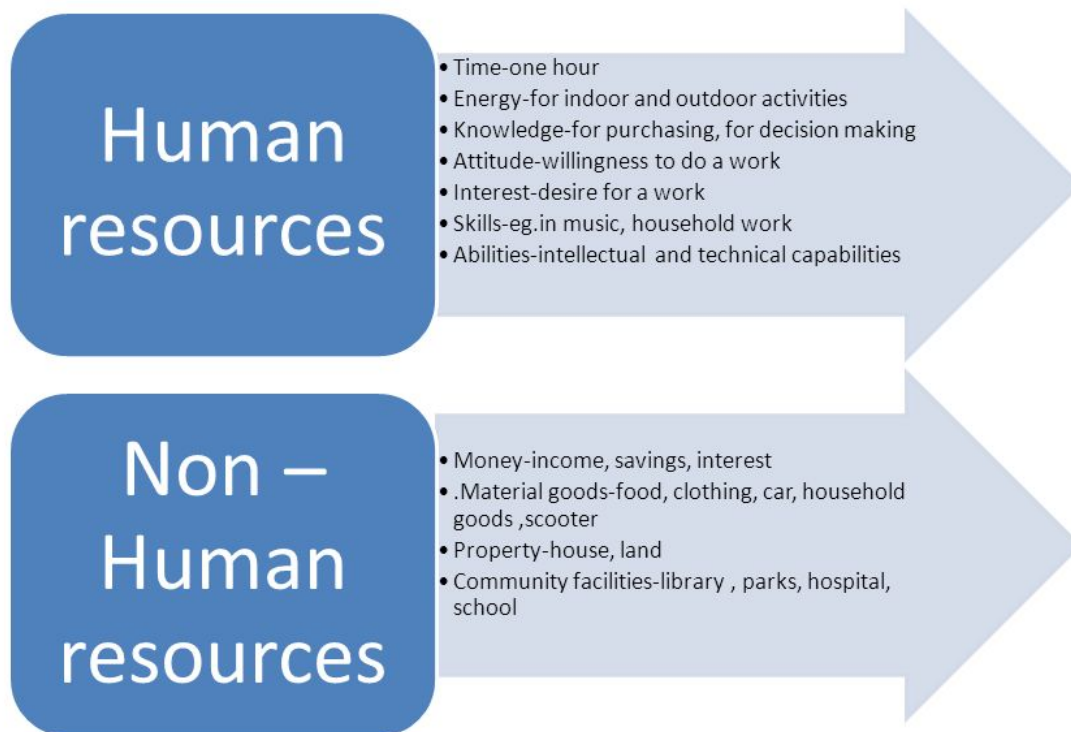 Human
resources
• Time-one hour
• Energy-for indoor and outdoor activities
• Knowledge-for purchasing, for decision making
• Attitude-willingness to do a work
• Interest-desire for a work
• Skills-eg.in music, household work
• Abilities-intellectual and technical capabilities
Non –
Human
resources
• Money-income, savings, interest
• .Material goods-food, clothing, car, household
goods ,scooter
• Property-house, land
• Community facilities-library , parks, hospital,
school